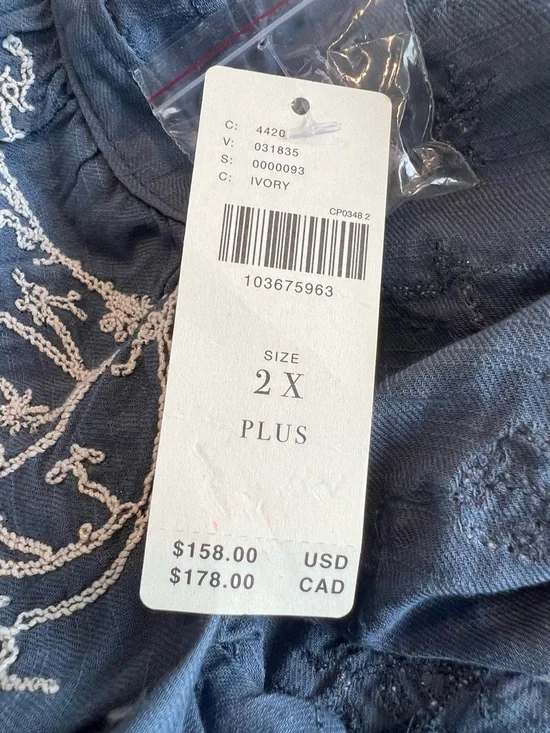 C: 4420
V: 031835
S: 0000093
C: IVORY
CP0348 2
103675963
SIZE
2 X
PLUS
$158.00 USD
$178.00 CAD